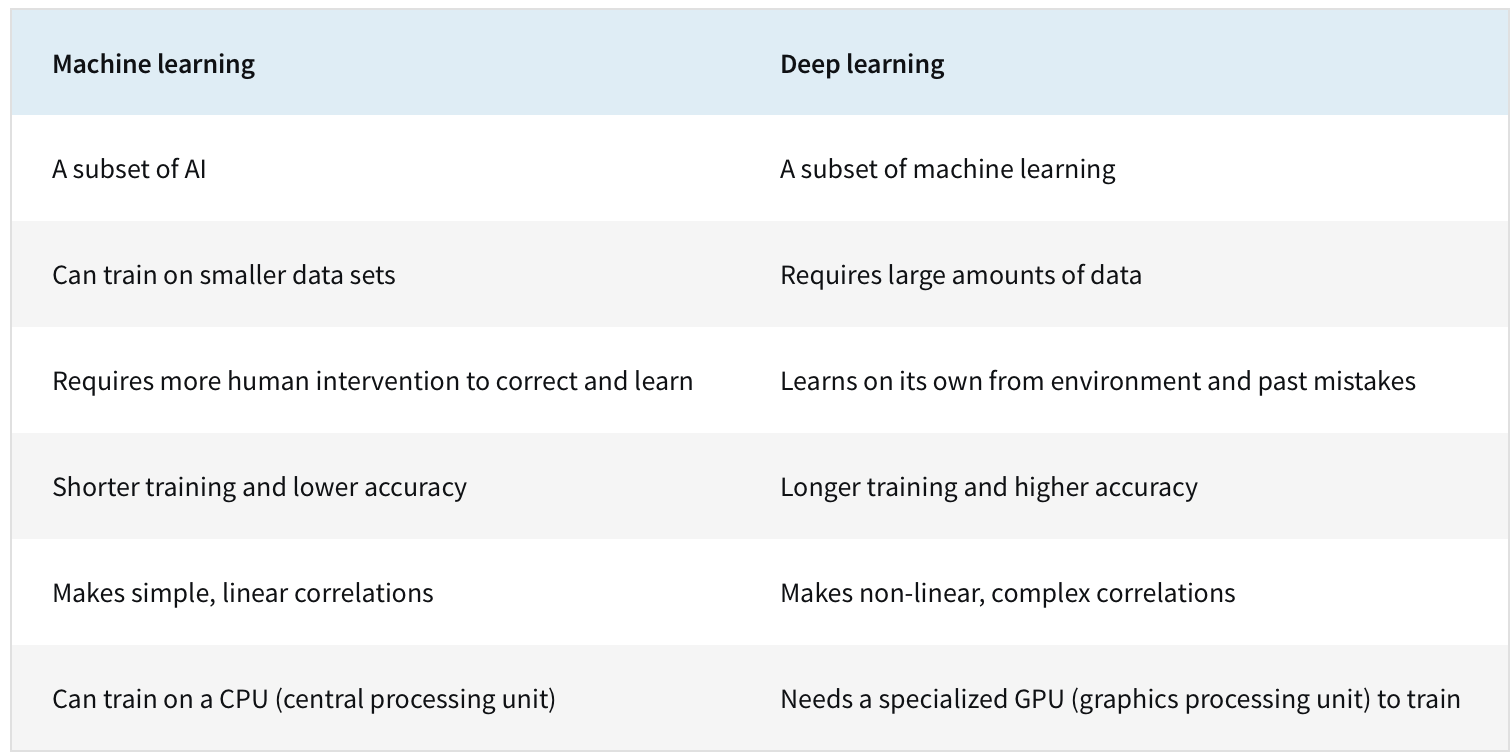 Machine learning Deep learning
A subset of AI A subset of machine learning
Can train on smaller data sets Requires large amounts of data
Requires more human intervention to correct and learn Learns on its own from environment and past mistakes
Shorter training and lower accuracy Longer training and higher accuracy
Makes simple, linear correlations Makes non-linear, complex correlations
Can train on a CPU (central processing unit) Needs a specialized GPU (graphics processing unit) to train